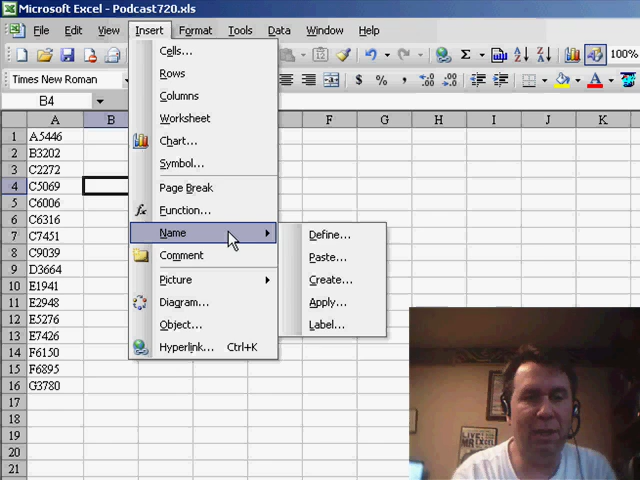 Microsoft Excel - Podcast720.xls
File Edit View Insert Format Tools Data Window Help
100%
Times New Roman
$ %
B4
A B F G H I J K
1 A5446
2 B3202
3 C2272
4 C5069
5 C6006
6 C6316
7 C7451
8 C9039
9 D3664
10 E1941
11 E2948
12 E5276
13 E7426
14 F6150
15 F6895
16 G3780
17
18
19
20
21
Cells...
Rows
Columns
Worksheet
Chart...
Symbol...
Page Break
Function...
Name
Comment
Picture
Diagram...
Object...
Hyperlink... Ctrl+K
Define...
Paste...
Create...
Apply...
Label...